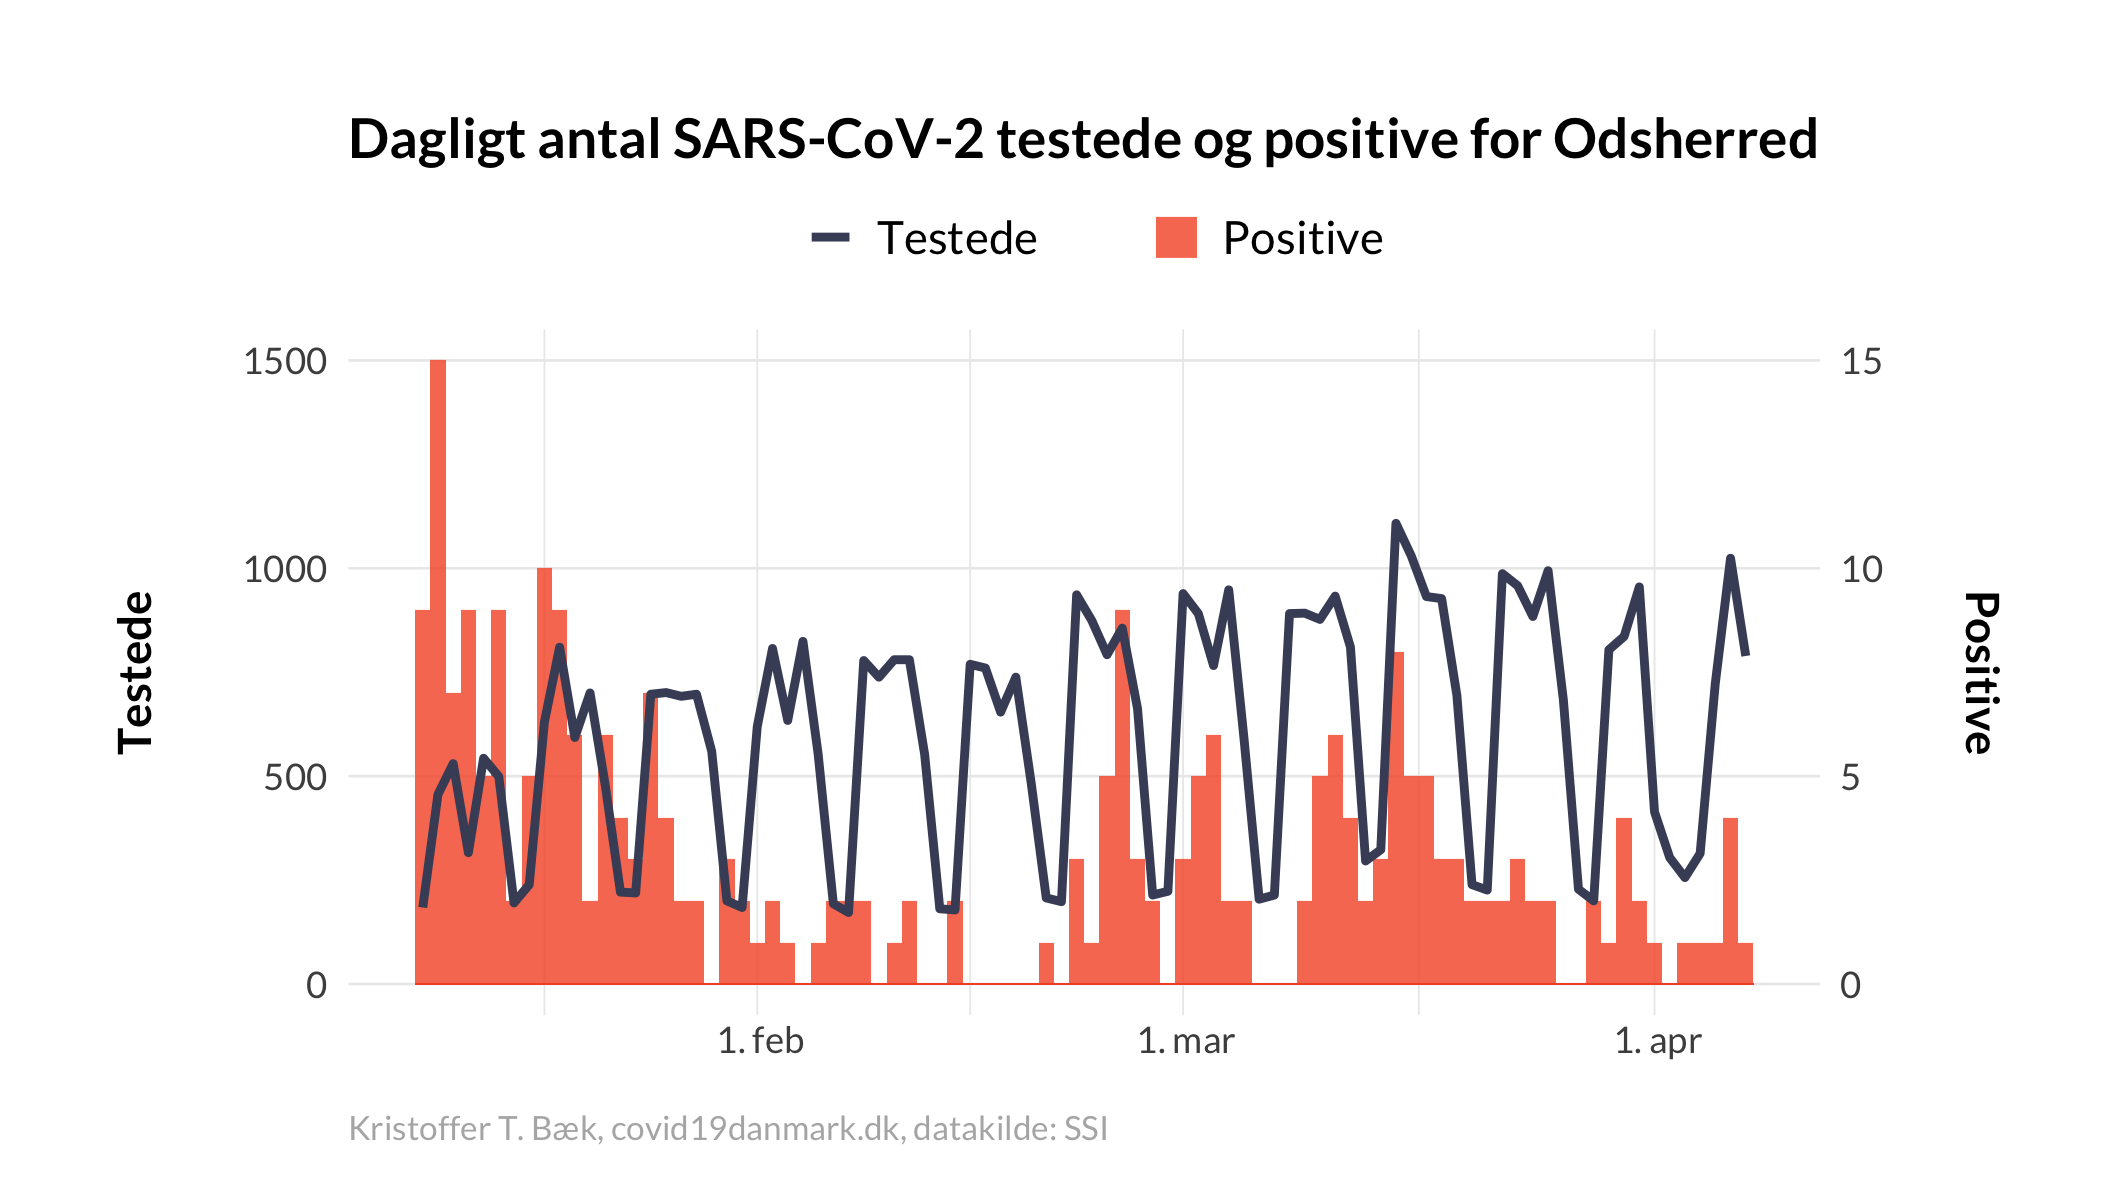 Dagligt antal SARS-CoV-2 testede og positive for Odsherred
Testede Positive
1500 15
1000 10
500 5
0 0
Testede
Positive
1. feb 1. mar 1. apr
Kristoffer T. Bæk, covid19danmark.dk, datakilde: SSI